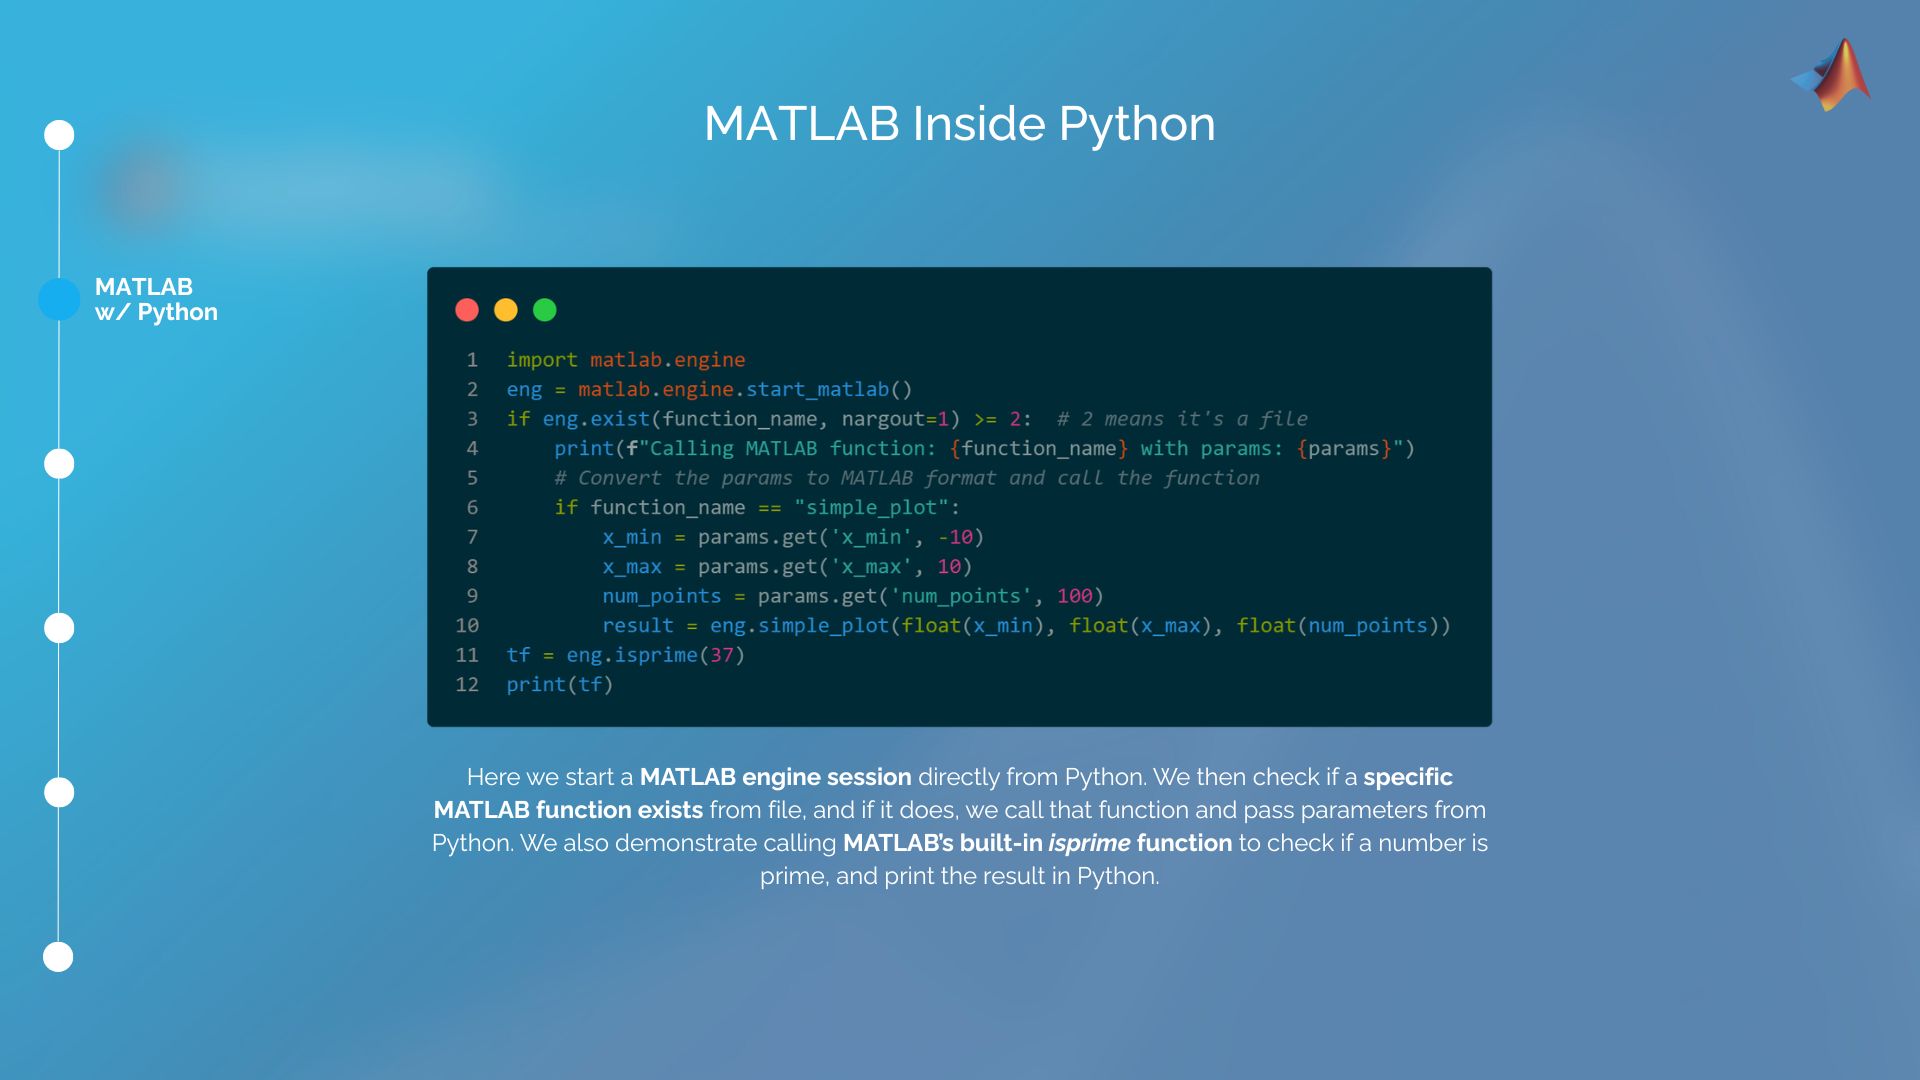 MATLAB Inside Python
MATLAB
w/ Python
1 import matlab.engine
2 eng = matlab.engine.start_matlab()
3 if eng.exist(function_name, nargout=1) >= 2:  # 2 means it's a file
4     print(f"Calling MATLAB function: {function_name} with params: {params}")
5     # Convert the params to MATLAB format and call the function
6     if function_name == "simple_plot":
7         x_min = params.get('x_min', -10)
8         x_max = params.get('x_max', 10)
9         num_points = params.get('num_points', 100)
10         result = eng.simple_plot(float(x_min), float(x_max), float(num_points))
11 tf = eng.isprime(37)
12 print(tf)
Here we start a MATLAB engine session directly from Python. We then check if a specific
MATLAB function exists from file, and if it does, we call that function and pass parameters from
Python. We also demonstrate calling MATLAB’s built-in isprime function to check if a number is
prime, and print the result in Python.